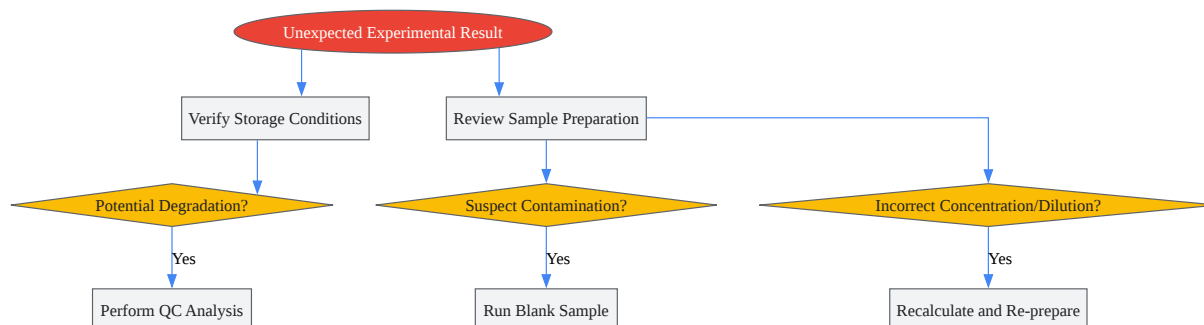 Unexpected Experimental Result
Verify Storage Conditions
Review Sample Preparation
Potential Degradation?
Suspect Contamination?
Incorrect Concentration/Dilution?
Yes
Yes
Yes
Perform QC Analysis
Run Blank Sample
Recalculate and Re-prepare